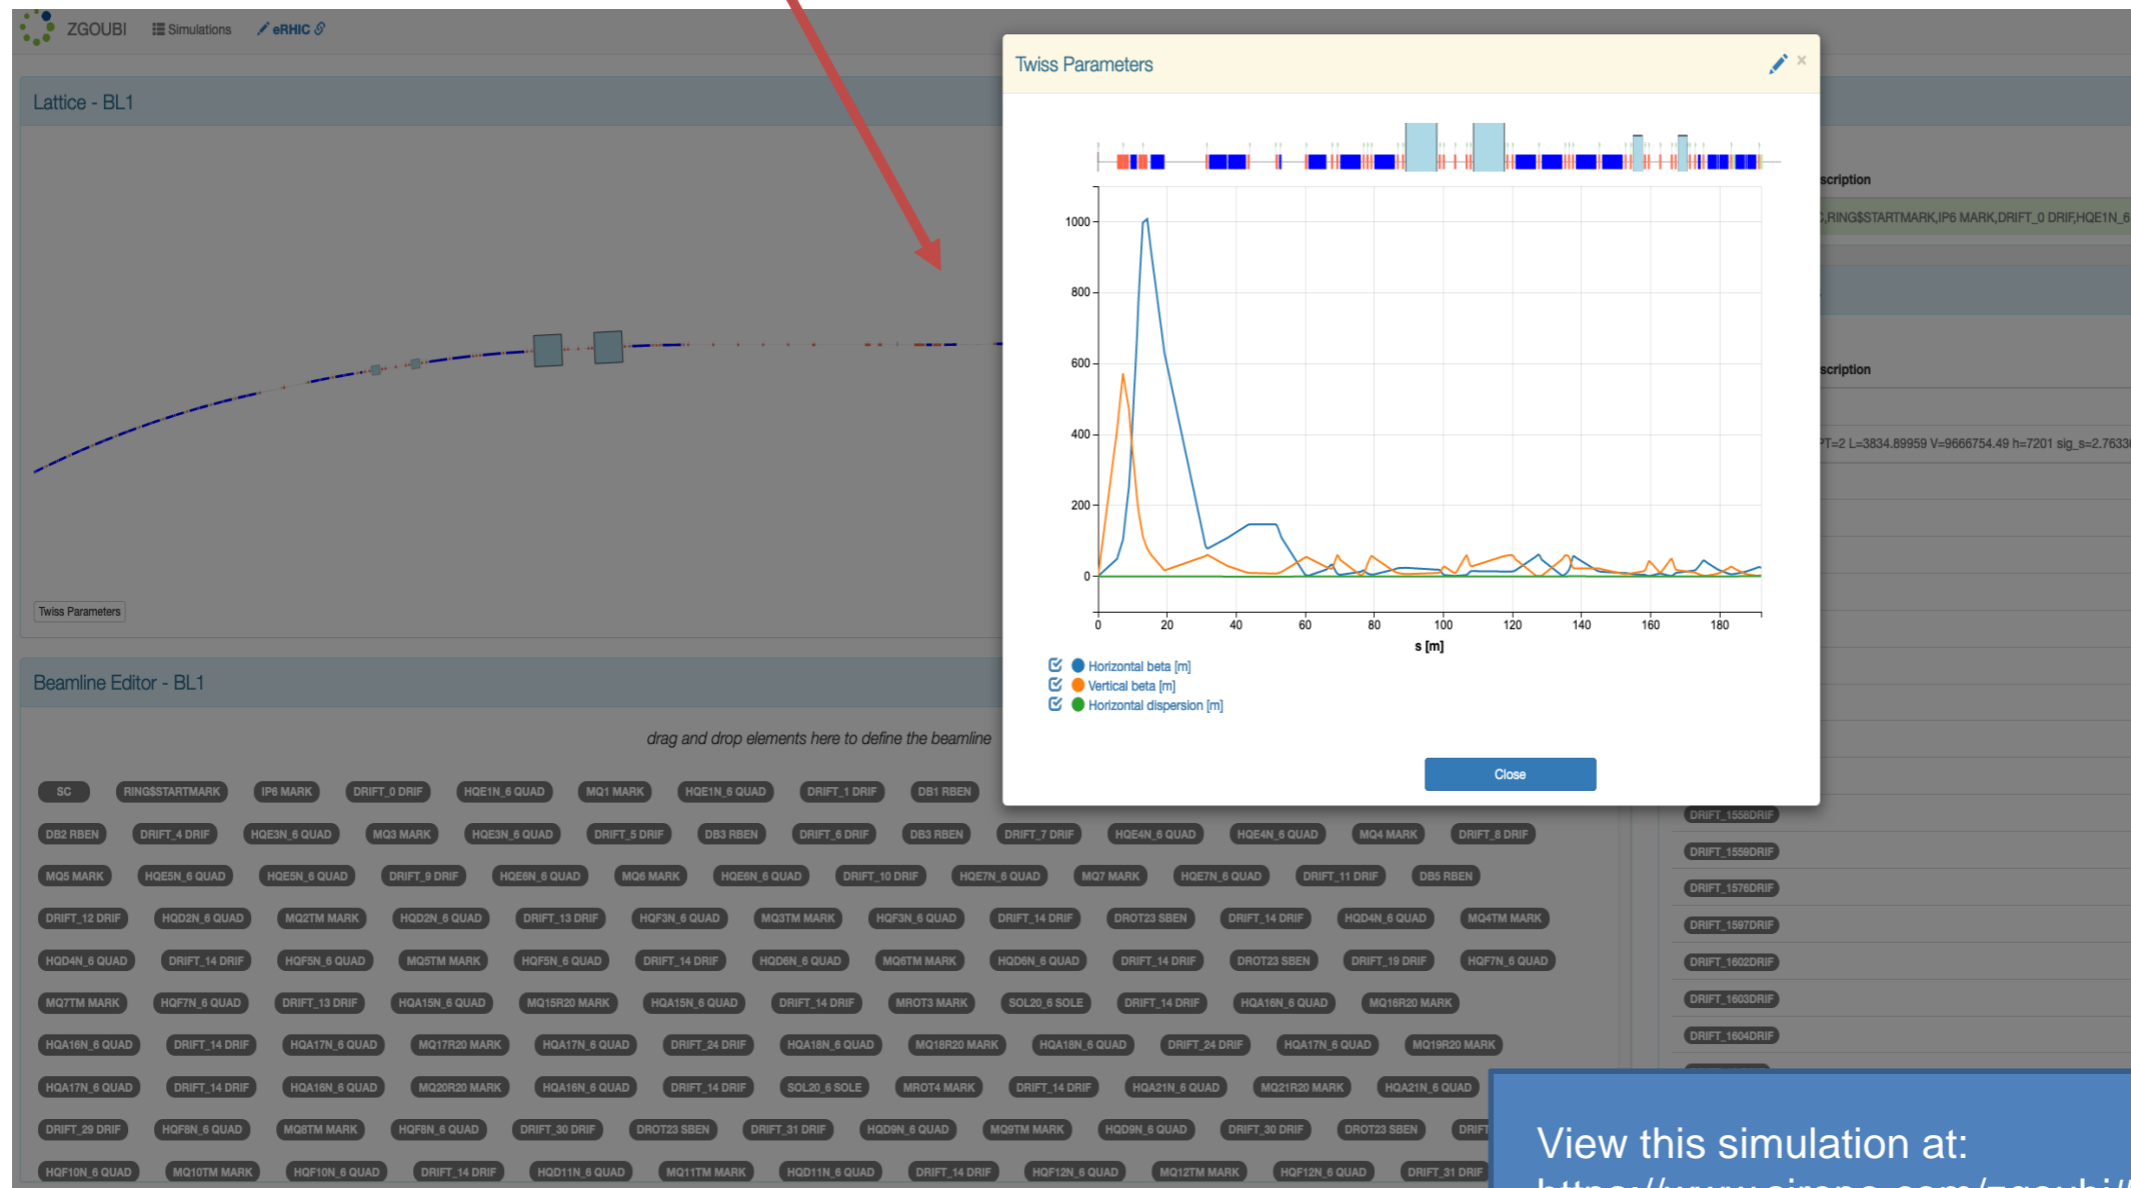 ZGOUBI Simulations eRHIC
Lattice - BL1
Twiss Parameters
Beamline Editor - BL1
drag and drop elements here to define the beamline
SC RING$STARTMARK IP6 MARK DRIFT_0 DRIF HQE1N_6 QUAD MQ1 MARK HQE1N_6 QUAD DRIFT_1 DRIF DB1 RBEN
DB2 RBEN DRIFT_4 DRIF HQE3N_6 QUAD MQ3 MARK HQE3N_6 QUAD DRIFT_5 DRIF DB3 RBEN DRIFT_6 DRIF DB3 RBEN DRIFT_7 DRIF HQE4N_6 QUAD HQE4N_6 QUAD MQ4 MARK DRIFT_8 DRIF
MQ5 MARK HQE5N_6 QUAD HQE5N_6 QUAD DRIFT_9 DRIF HQE6N_6 QUAD MQ6 MARK HQE6N_6 QUAD DRIFT_10 DRIF HQE7N_6 QUAD MQ7 MARK HQE7N_6 QUAD DRIFT_11 DRIF DB5 RBEN
DRIFT_12 DRIF HQD2N_6 QUAD MQ2TM MARK HQD2N_6 QUAD DRIFT_13 DRIF HQF3N_6 QUAD MQ3TM MARK HQF3N_6 QUAD DRIFT_14 DRIF DROT23 SBEN DRIFT_14 DRIF HQD4N_6 QUAD MQ4TM MARK
HQD4N_6 QUAD DRIFT_14 DRIF HQF5N_6 QUAD MQ5TM MARK HQF5N_6 QUAD DRIFT_14 DRIF HQD6N_6 QUAD MQ6TM MARK HQD6N_6 QUAD DRIFT_14 DRIF DROT23 SBEN DRIFT_19 DRIF HQF7N_6 QUAD
MQ7TM MARK HQF7N_6 QUAD DRIFT_13 DRIF HQA15N_6 QUAD MQ15R20 MARK HQA15N_6 QUAD DRIFT_14 DRIF MROT3 MARK SOL20_6 SOLE DRIFT_14 DRIF HQA16N_6 QUAD MQ16R20 MARK
HQA16N_6 QUAD DRIFT_14 DRIF HQA17N_6 QUAD MQ17R20 MARK HQA17N_6 QUAD DRIFT_24 DRIF HQA18N_6 QUAD MQ18R20 MARK HQA18N_6 QUAD DRIFT_24 DRIF HQA17N_6 QUAD MQ19R20 MARK
HQA17N_6 QUAD DRIFT_14 DRIF HQA16N_6 QUAD MQ20R20 MARK HQA16N_6 QUAD DRIFT_14 DRIF SOL20_6 SOLE MROT4 MARK DRIFT_14 DRIF HQA21N_6 QUAD MQ21R20 MARK HQA21N_6 QUAD
DRIFT_29 DRIF HQF8N_6 QUAD MQ8TM MARK HQF8N_6 QUAD DRIFT_30 DRIF DROT23 SBEN DRIFT_31 DRIF HQD9N_6 QUAD MQ9TM MARK HQD9N_6 QUAD DRIFT_30 DRIF DROT23 SBEN DRIFT
HQF10N_6 QUAD MQ10TM MARK HQF10N_6 QUAD DRIFT_14 DRIF HQD11N_6 QUAD MQ11TM MARK HQD11N_6 QUAD DRIFT_14 DRIF HQF12N_6 QUAD MQ12TM MARK HQF12N_6 QUAD DRIFT_31 DRIF
Twiss Parameters ×
1000
800
600
400
200
0
0 20 40 60 80 100 120 140 160 180
s [m]
Horizontal beta [m]
Vertical beta [m]
Horizontal dispersion [m]
Close
scription
,RING$STARTMARK,IP6 MARK,DRIFT_0 DRIF,HQE1N_6
scription
PT=2 L=3834.89959 V=9666754.49 h=7201 sig_s=2.7633
DRIFT_1558DRIF
DRIFT_1559DRIF
DRIFT_1576DRIF
DRIFT_1597DRIF
DRIFT_1602DRIF
DRIFT_1603DRIF
DRIFT_1604DRIF
View this simulation at:
https://www.sirepo.com/zgoubi#